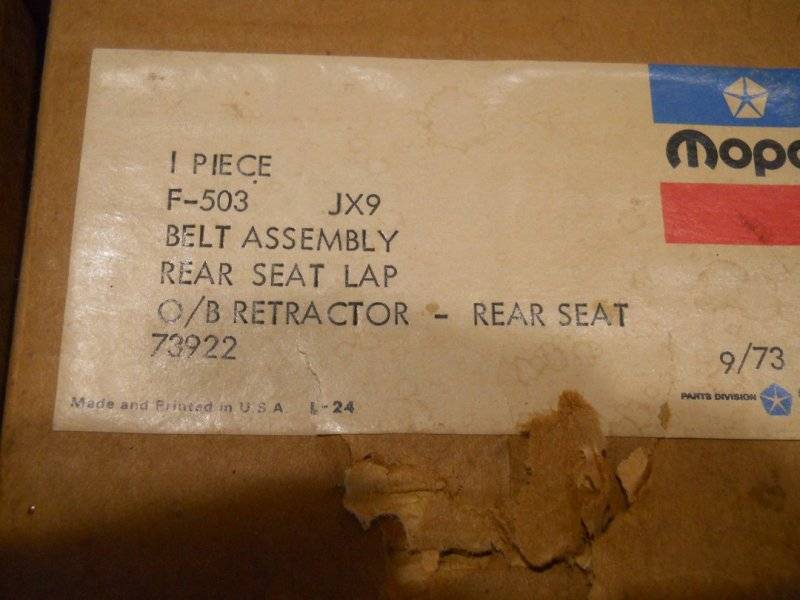 1 PIECE
F-503 JX9
BELT ASSEMBLY
REAR SEAT LAP
O/B RETRACTOR - REAR SEAT
73922
Mopa
9/73
Made and Printed in U S A L-24
PARTS DIVISION